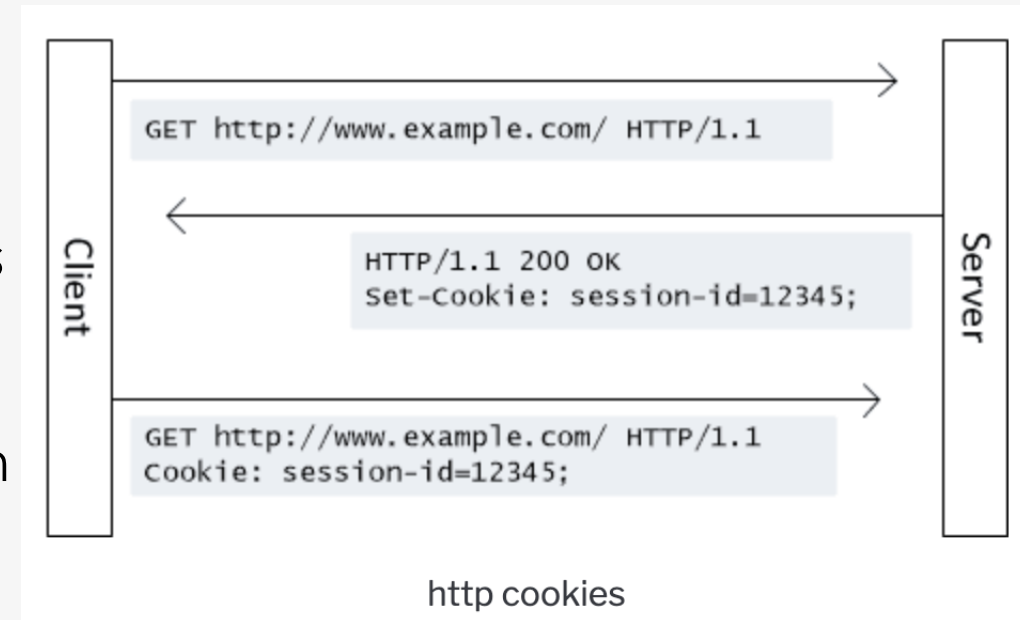 Client
GET http://www.example.com/ HTTP/1.1
HTTP/1.1 200 OK
Set-Cookie: session-id=12345;
GET http://www.example.com/ HTTP/1.1
Cookie: session-id=12345;
Server
http cookies